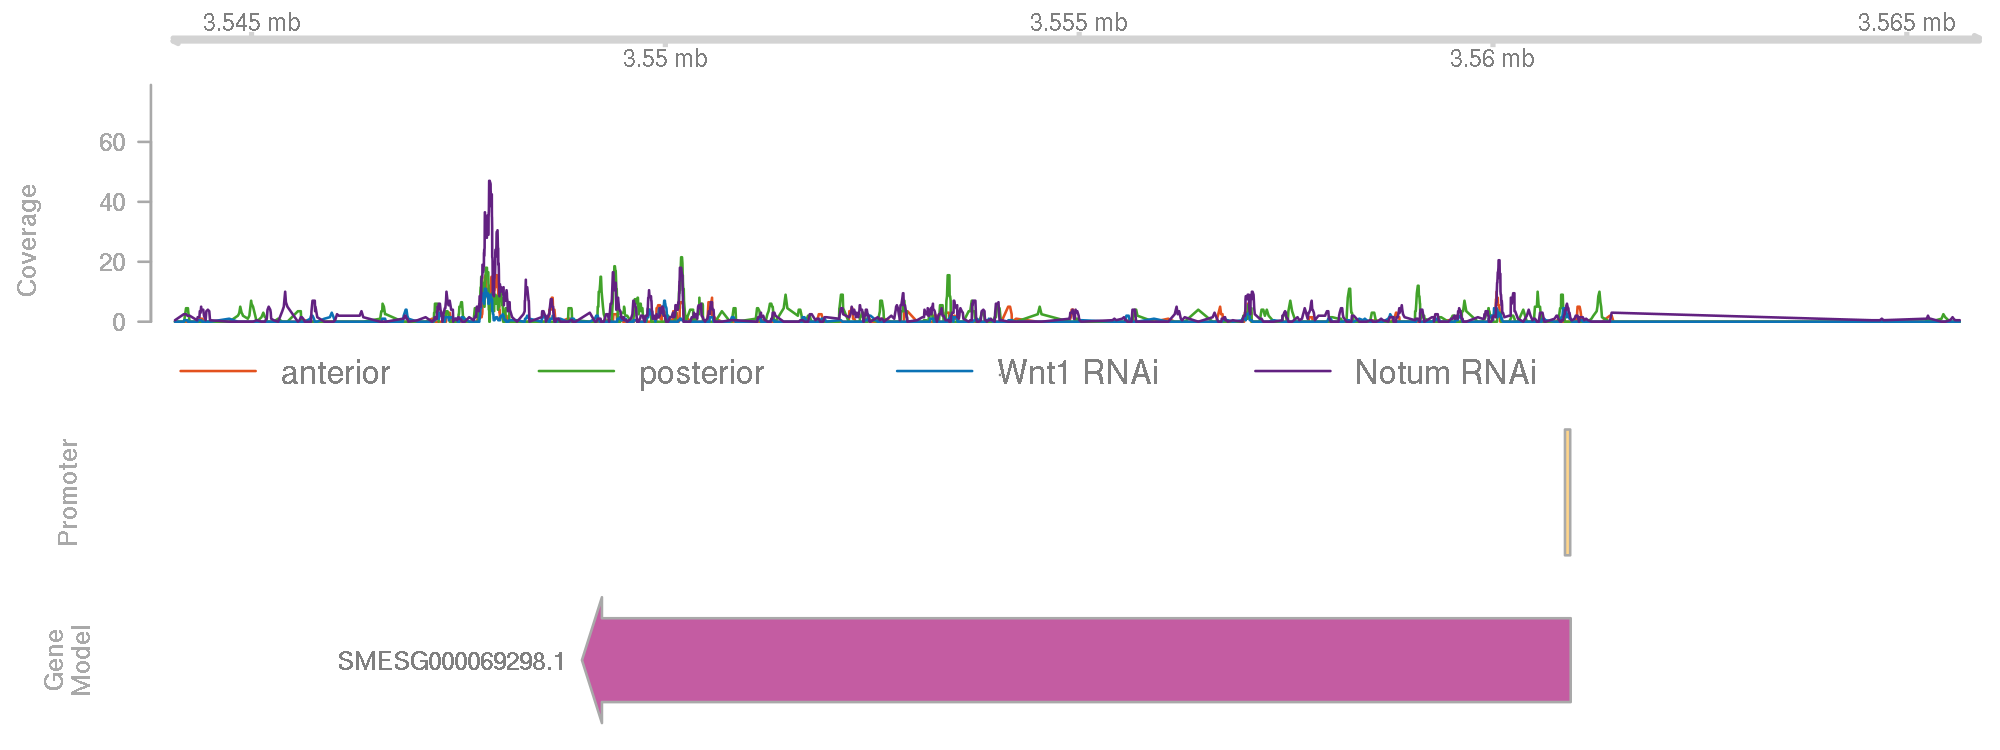 3.545 mb 3.555 mb 3.565 mb
3.55 mb 3.56 mb
Coverage
60
40
20
0
anterior posterior Wnt1 RNAi Notum RNAi
Promoter
Gene
Model
SMESG000069298.1